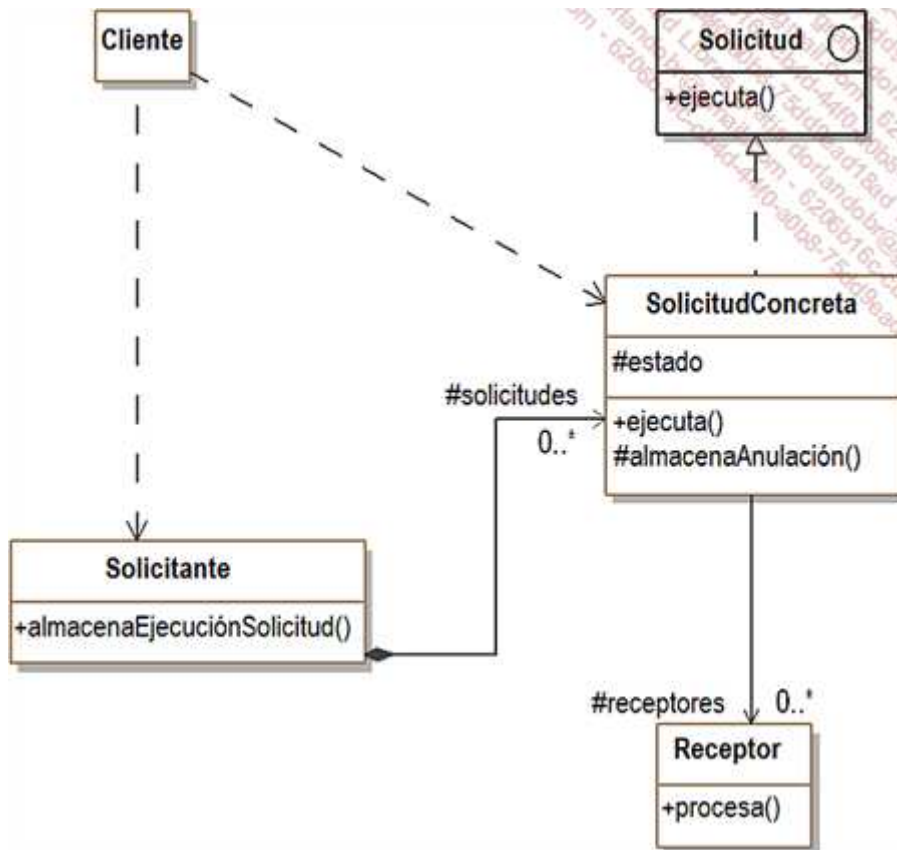 Cliente
Solicitud
+ejecuta()
SolicitudConcreta
#estado
#solicitudes
0..*
+ejecuta()
#almacenaAnulación()
Solicitante
+almacenaEjecuciónSolicitud()
#receptores
0..*
Receptor
+procesa()